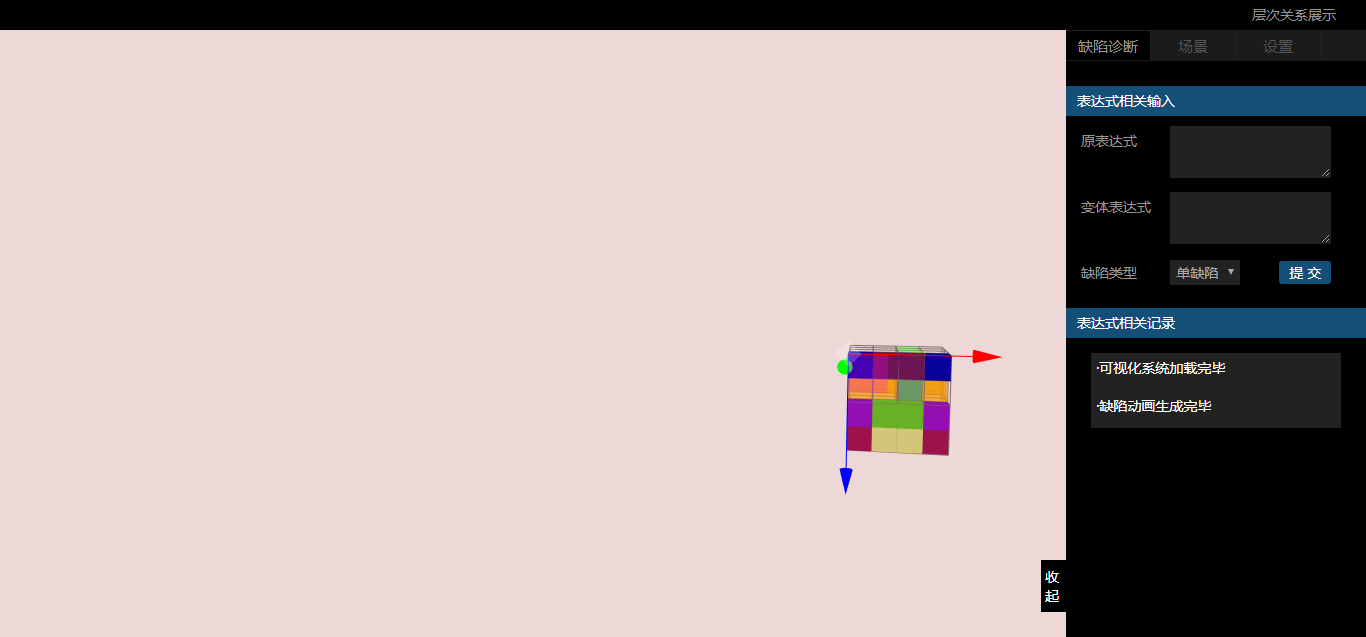 层次关系展示
缺陷诊断 场景 设置
表达式相关输入
原表达式
变体表达式
缺陷类型 单缺陷 提 交
表达式相关记录
·可视化系统加载完毕
·缺陷动画生成完毕
收
起